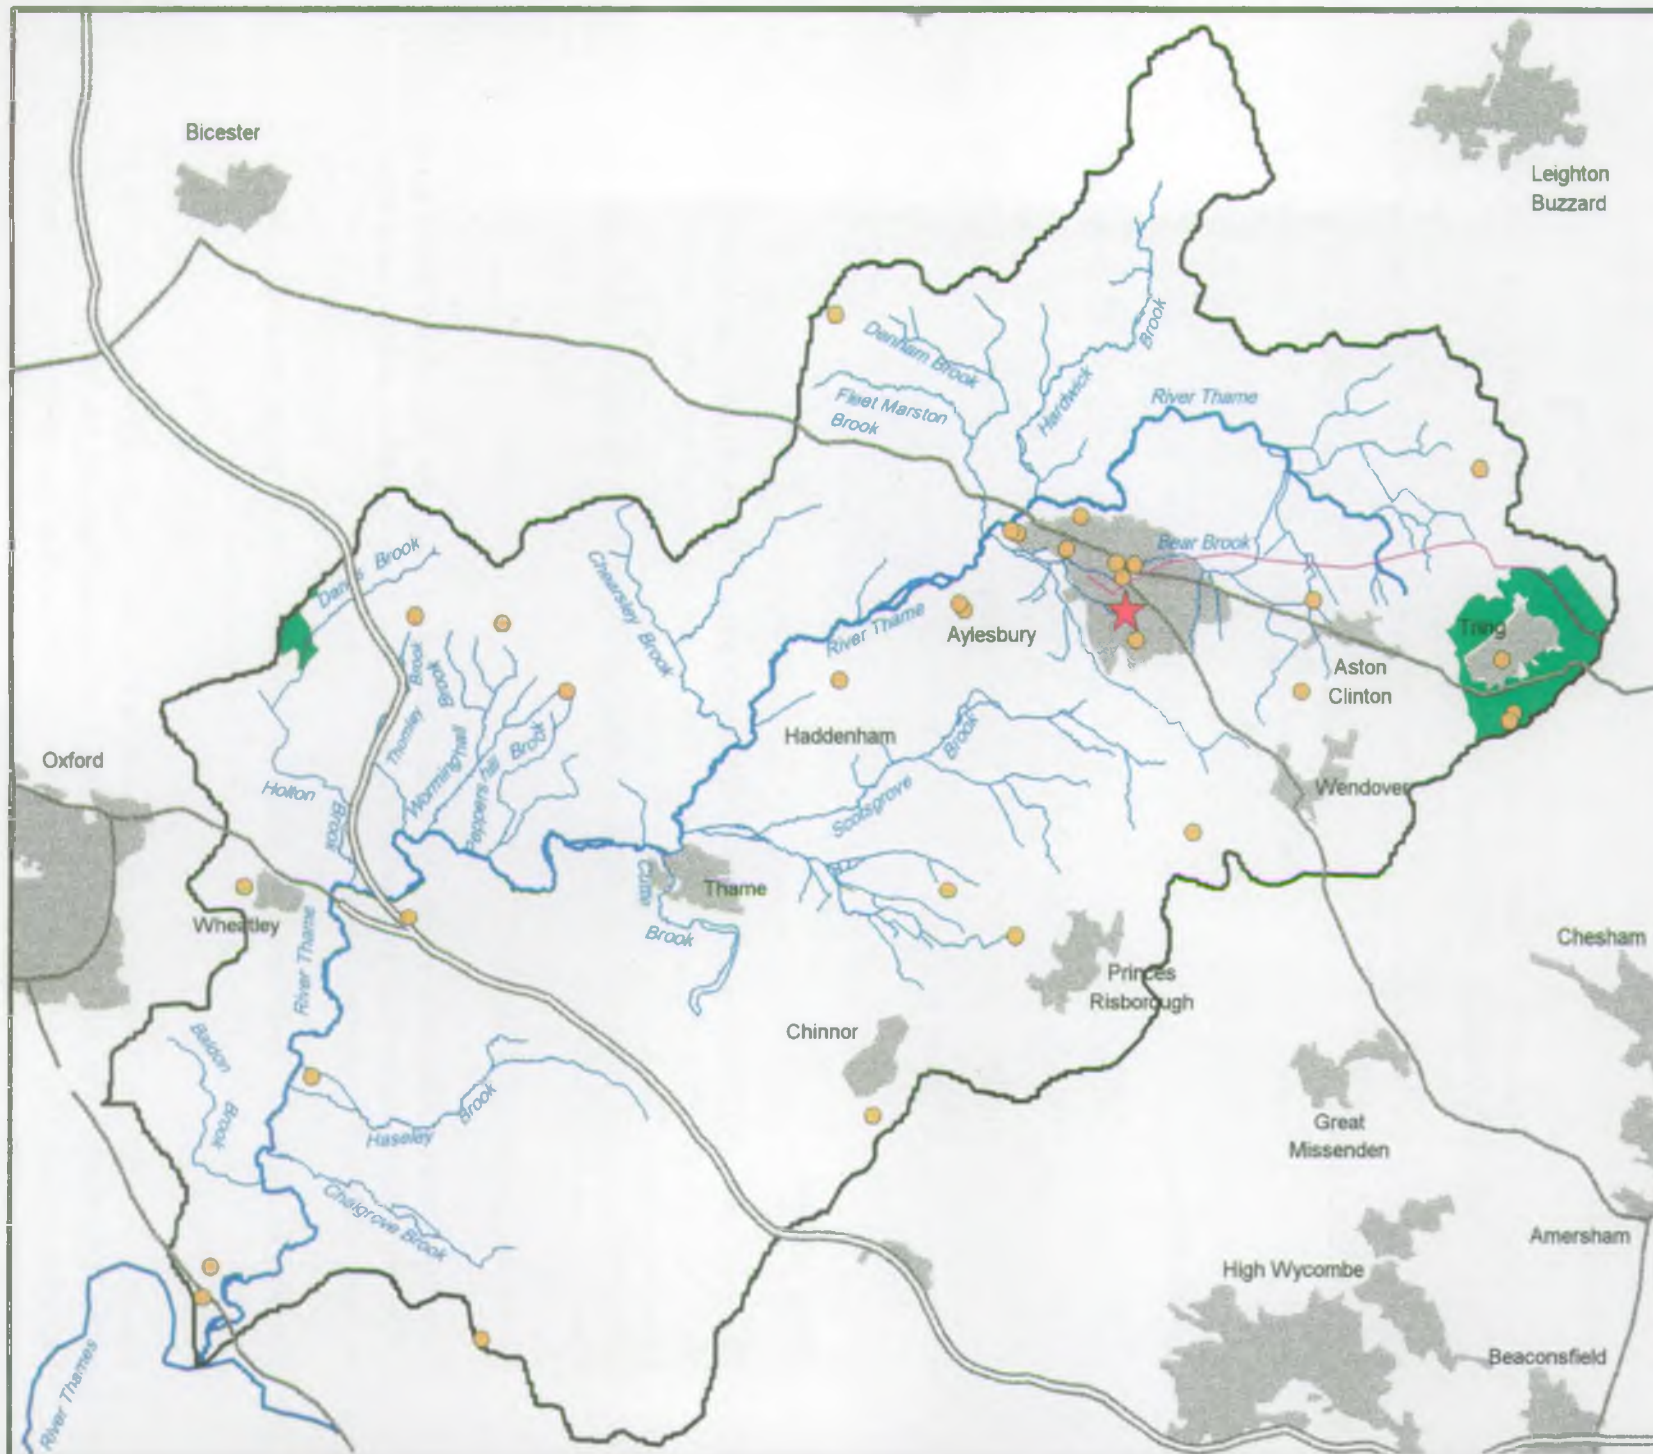 Bicester
Leighton
Buzzard
Denham Brook
Hardwick
Brook
Fleet Marston
Brook
River Thame
Danes Brook
Chearsley Brook
Bear Brook
River Thame
Aylesbury
Tring
Aston
Clinton
Oxford
Holton
Brook
Thomley
Brook
Worminghall
Brook
Peppershill
Brook
Haddenham
Scotsgrove
Brook
Wendover
Wheatley
River Thame
Cuttle
Brook
Thame
Princes
Risborough
Chesham
Chinnor
Baldon
Brook
Haseley
Brook
Great
Missenden
Chalgrove Brook
Amersham
High Wycombe
Beaconsfield
River Thames